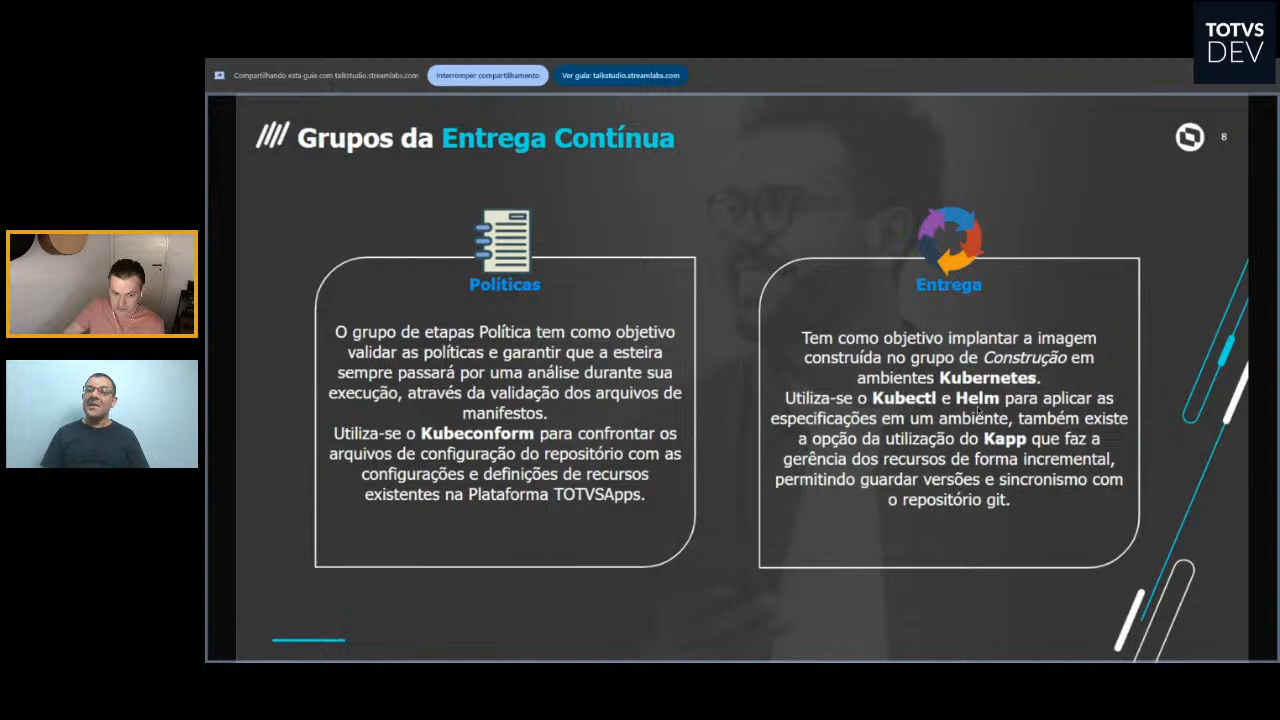 TOTVS
DEV
Compartilhando esta guia com talkstudio.streamlabs.com
Interromper compartilhamento
Ver guia: talkstudio.streamlabs.com
Grupos da Entrega Contínua
8
Políticas
O grupo de etapas Política tem como objetivo
validar as políticas e garantir que a esteira
sempre passará por uma análise durante sua
execução, através da validação dos arquivos de
manifestos.
Utiliza-se o Kubeconform para confrontar os
arquivos de configuração do repositório com as
configurações e definições de recursos
existentes na Plataforma TOTVSApps.
Entrega
Tem como objetivo implantar a imagem
construída no grupo de Construção em
ambientes Kubernetes.
Utiliza-se o Kubectl e Helm para aplicar as
especificações em um ambiente, também existe
a opção da utilização do Kapp que faz a
gerência dos recursos de forma incremental,
permitindo guardar versões e sincronismo com
o repositório git.